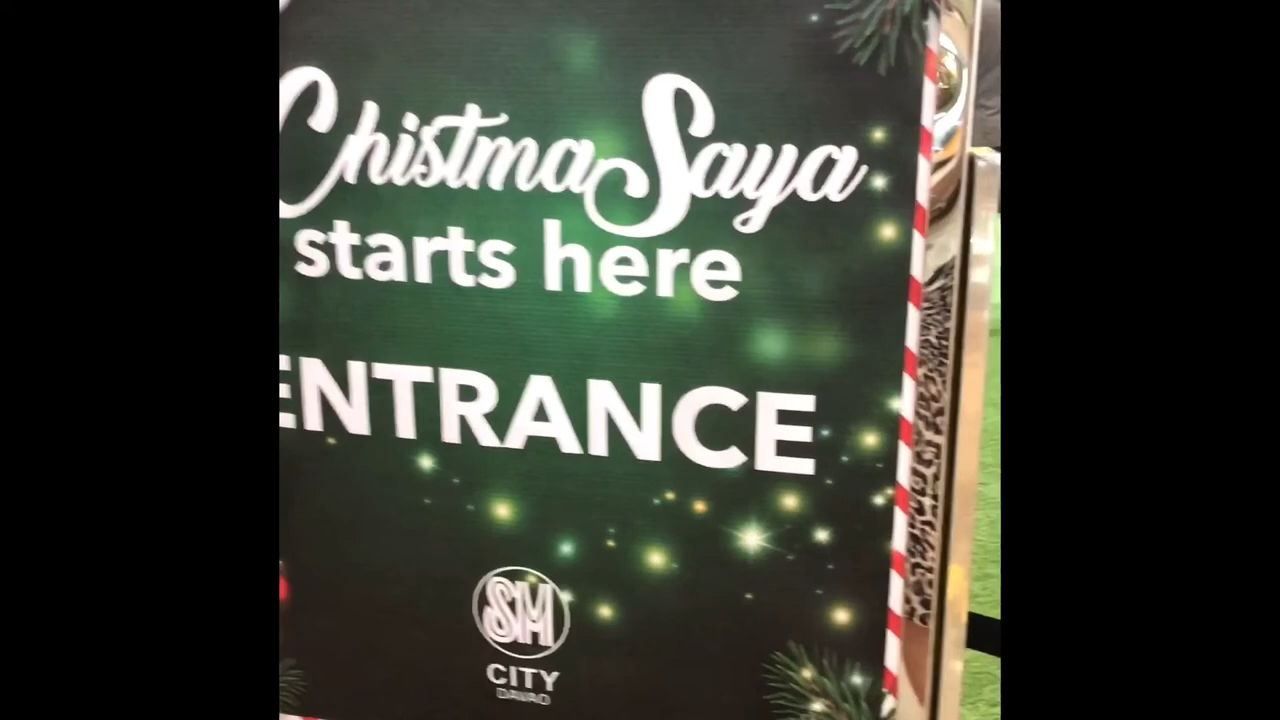 ChistmaSaya
starts here
ENTRANCE
SM
CITY
DAVAO